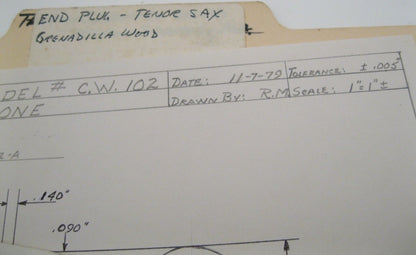 END PLUG - TENOR SAX
GRENADILLA WOOD
DEL # C.W. 102
DATE: 11-7-79
TOLERANCE: ± .005"
ONE
DRAWN BY: R.M.
SCALE: 1"=1" ±
-A
.140"
.090"